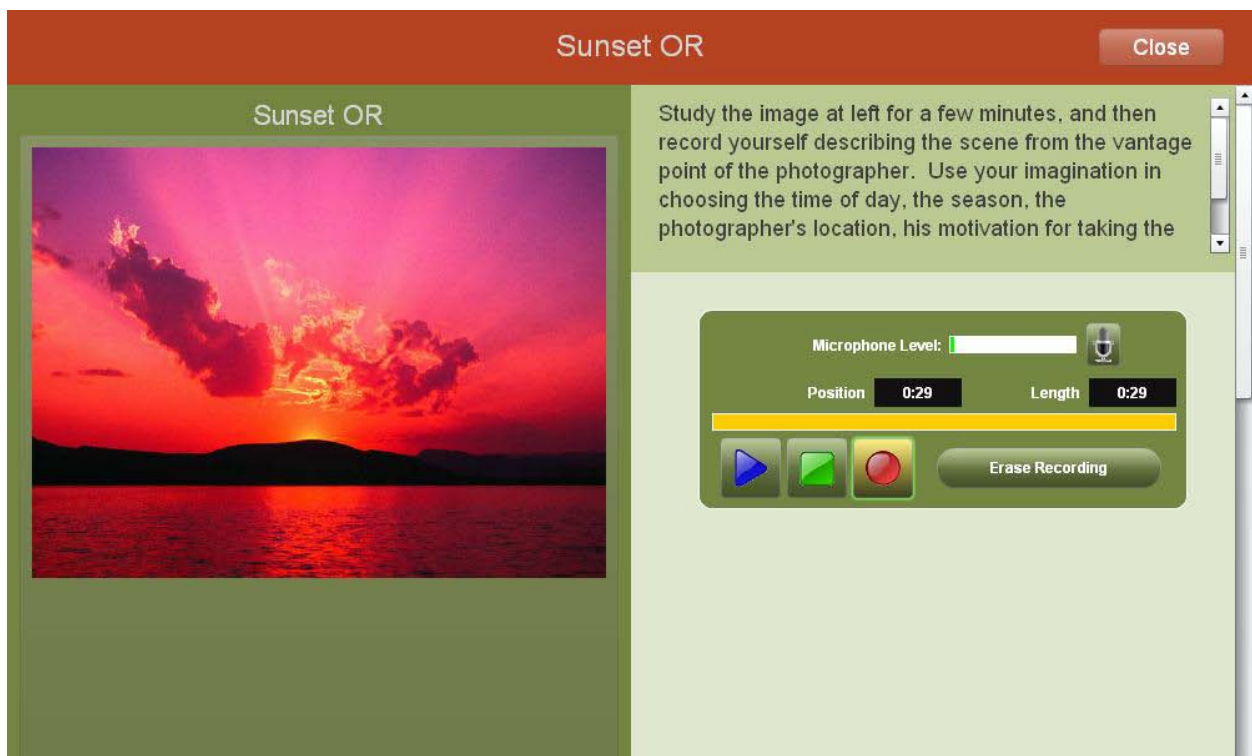 Sunset OR
Close
Sunset OR
Study the image at left for a few minutes, and then
record yourself describing the scene from the vantage
point of the photographer.  Use your imagination in
choosing the time of day, the season, the
photographer's location, his motivation for taking the
Microphone Level:
Position 0:29 Length 0:29
Erase Recording